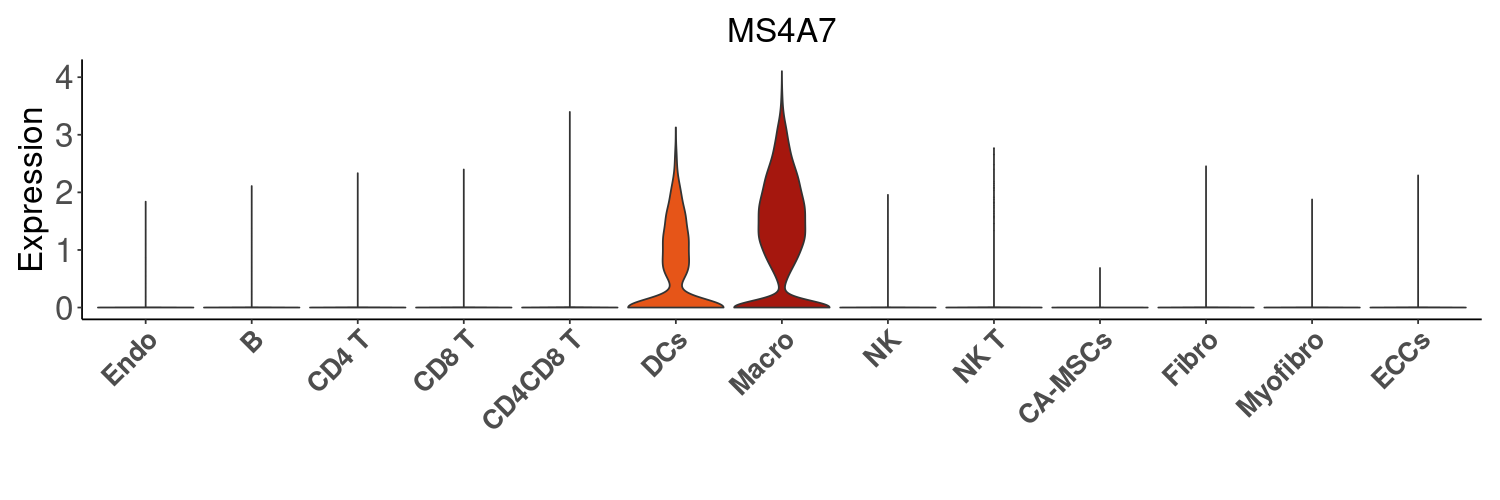 MS4A7
Expression
4
3
2
1
0
Endo
B
CD4 T
CD8 T
CD4CD8 T
DCs
Macro
NK
NK T
CA-MSCs
Fibro
Myofibro
ECCs